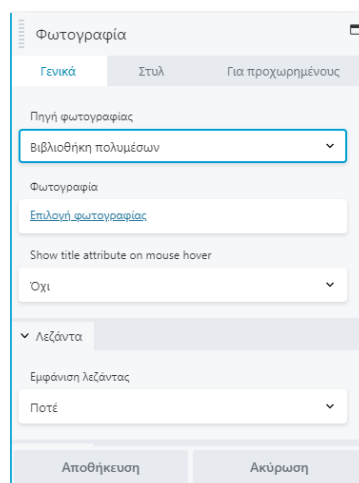 Φωτογραφία
Γενικά Στυλ Για προχωρημένους
Πηγή φωτογραφίας
Βιβλιοθήκη πολυμέσων
Φωτογραφία
Επιλογή φωτογραφίας
Show title attribute on mouse hover
Όχι
Λεζάντα
Εμφάνιση λεζάντας
Ποτέ
Αποθήκευση Ακύρωση